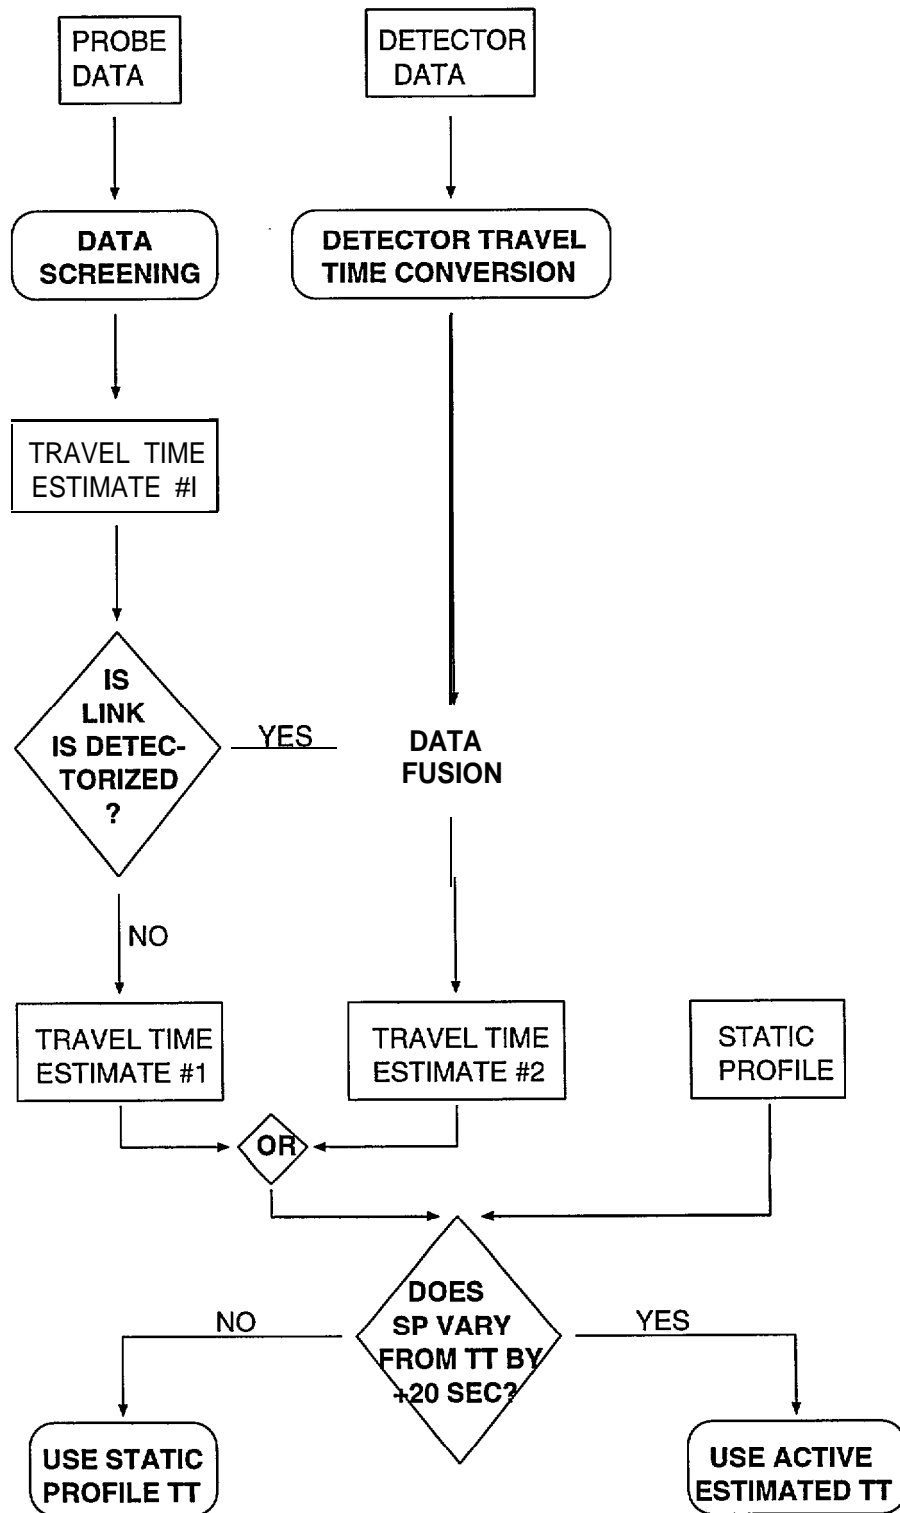 PROBE
DATA
DETECTOR
DATA
DATA
SCREENING
DETECTOR TRAVEL
TIME CONVERSION
TRAVEL TIME
ESTIMATE #I
IS
LINK
IS DETEC-
TORIZED
?
YES
DATA
FUSION
NO
TRAVEL TIME
ESTIMATE #1
TRAVEL TIME
ESTIMATE #2
STATIC
PROFILE
OR
DOES
SP VARY
FROM TT BY
+20 SEC?
NO
YES
USE STATIC
PROFILE TT
USE ACTIVE
ESTIMATED TT